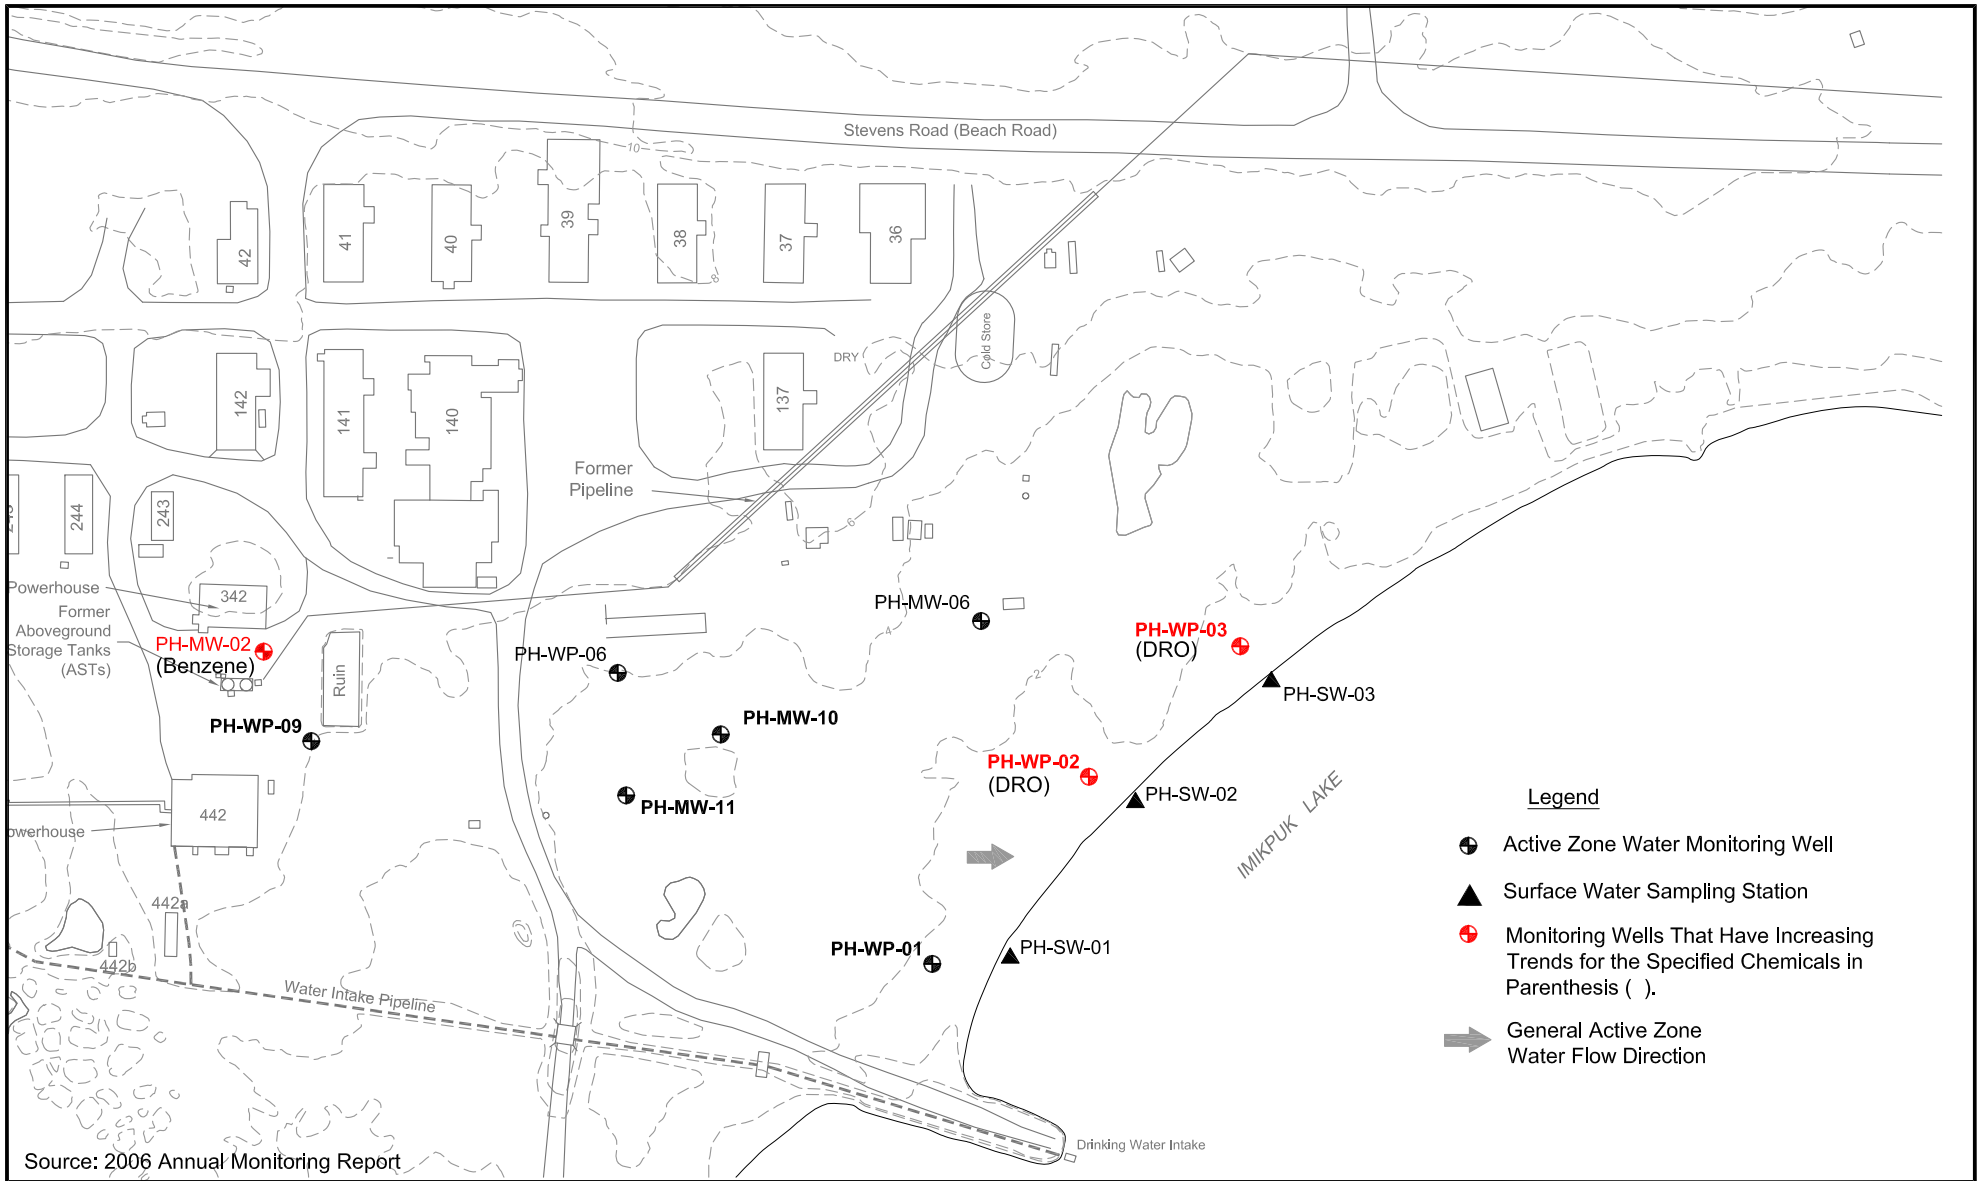 Stevens Road (Beach Road)
10
42
41
40
39
38
37
36
8
Cold Store
DRY
142
141
140
137
Former
Pipeline
6
244
243
Powerhouse
342
Former
Aboveground
Storage Tanks
(ASTs)
PH-MW-02
(Benzene)
Ruin
PH-WP-09
PH-WP-06
PH-MW-06
4
PH-WP-03
(DRO)
2
PH-SW-03
PH-MW-10
PH-MW-11
PH-WP-02
(DRO)
PH-SW-02
IMIKPUK LAKE
442
owerhouse
442a
442b
Water Intake Pipeline
PH-WP-01
PH-SW-01
Drinking Water Intake
Legend
Active Zone Water Monitoring Well
Surface Water Sampling Station
Monitoring Wells That Have Increasing
Trends for the Specified Chemicals in
Parenthesis ( ).
General Active Zone
Water Flow Direction
Source: 2006 Annual Monitoring Report